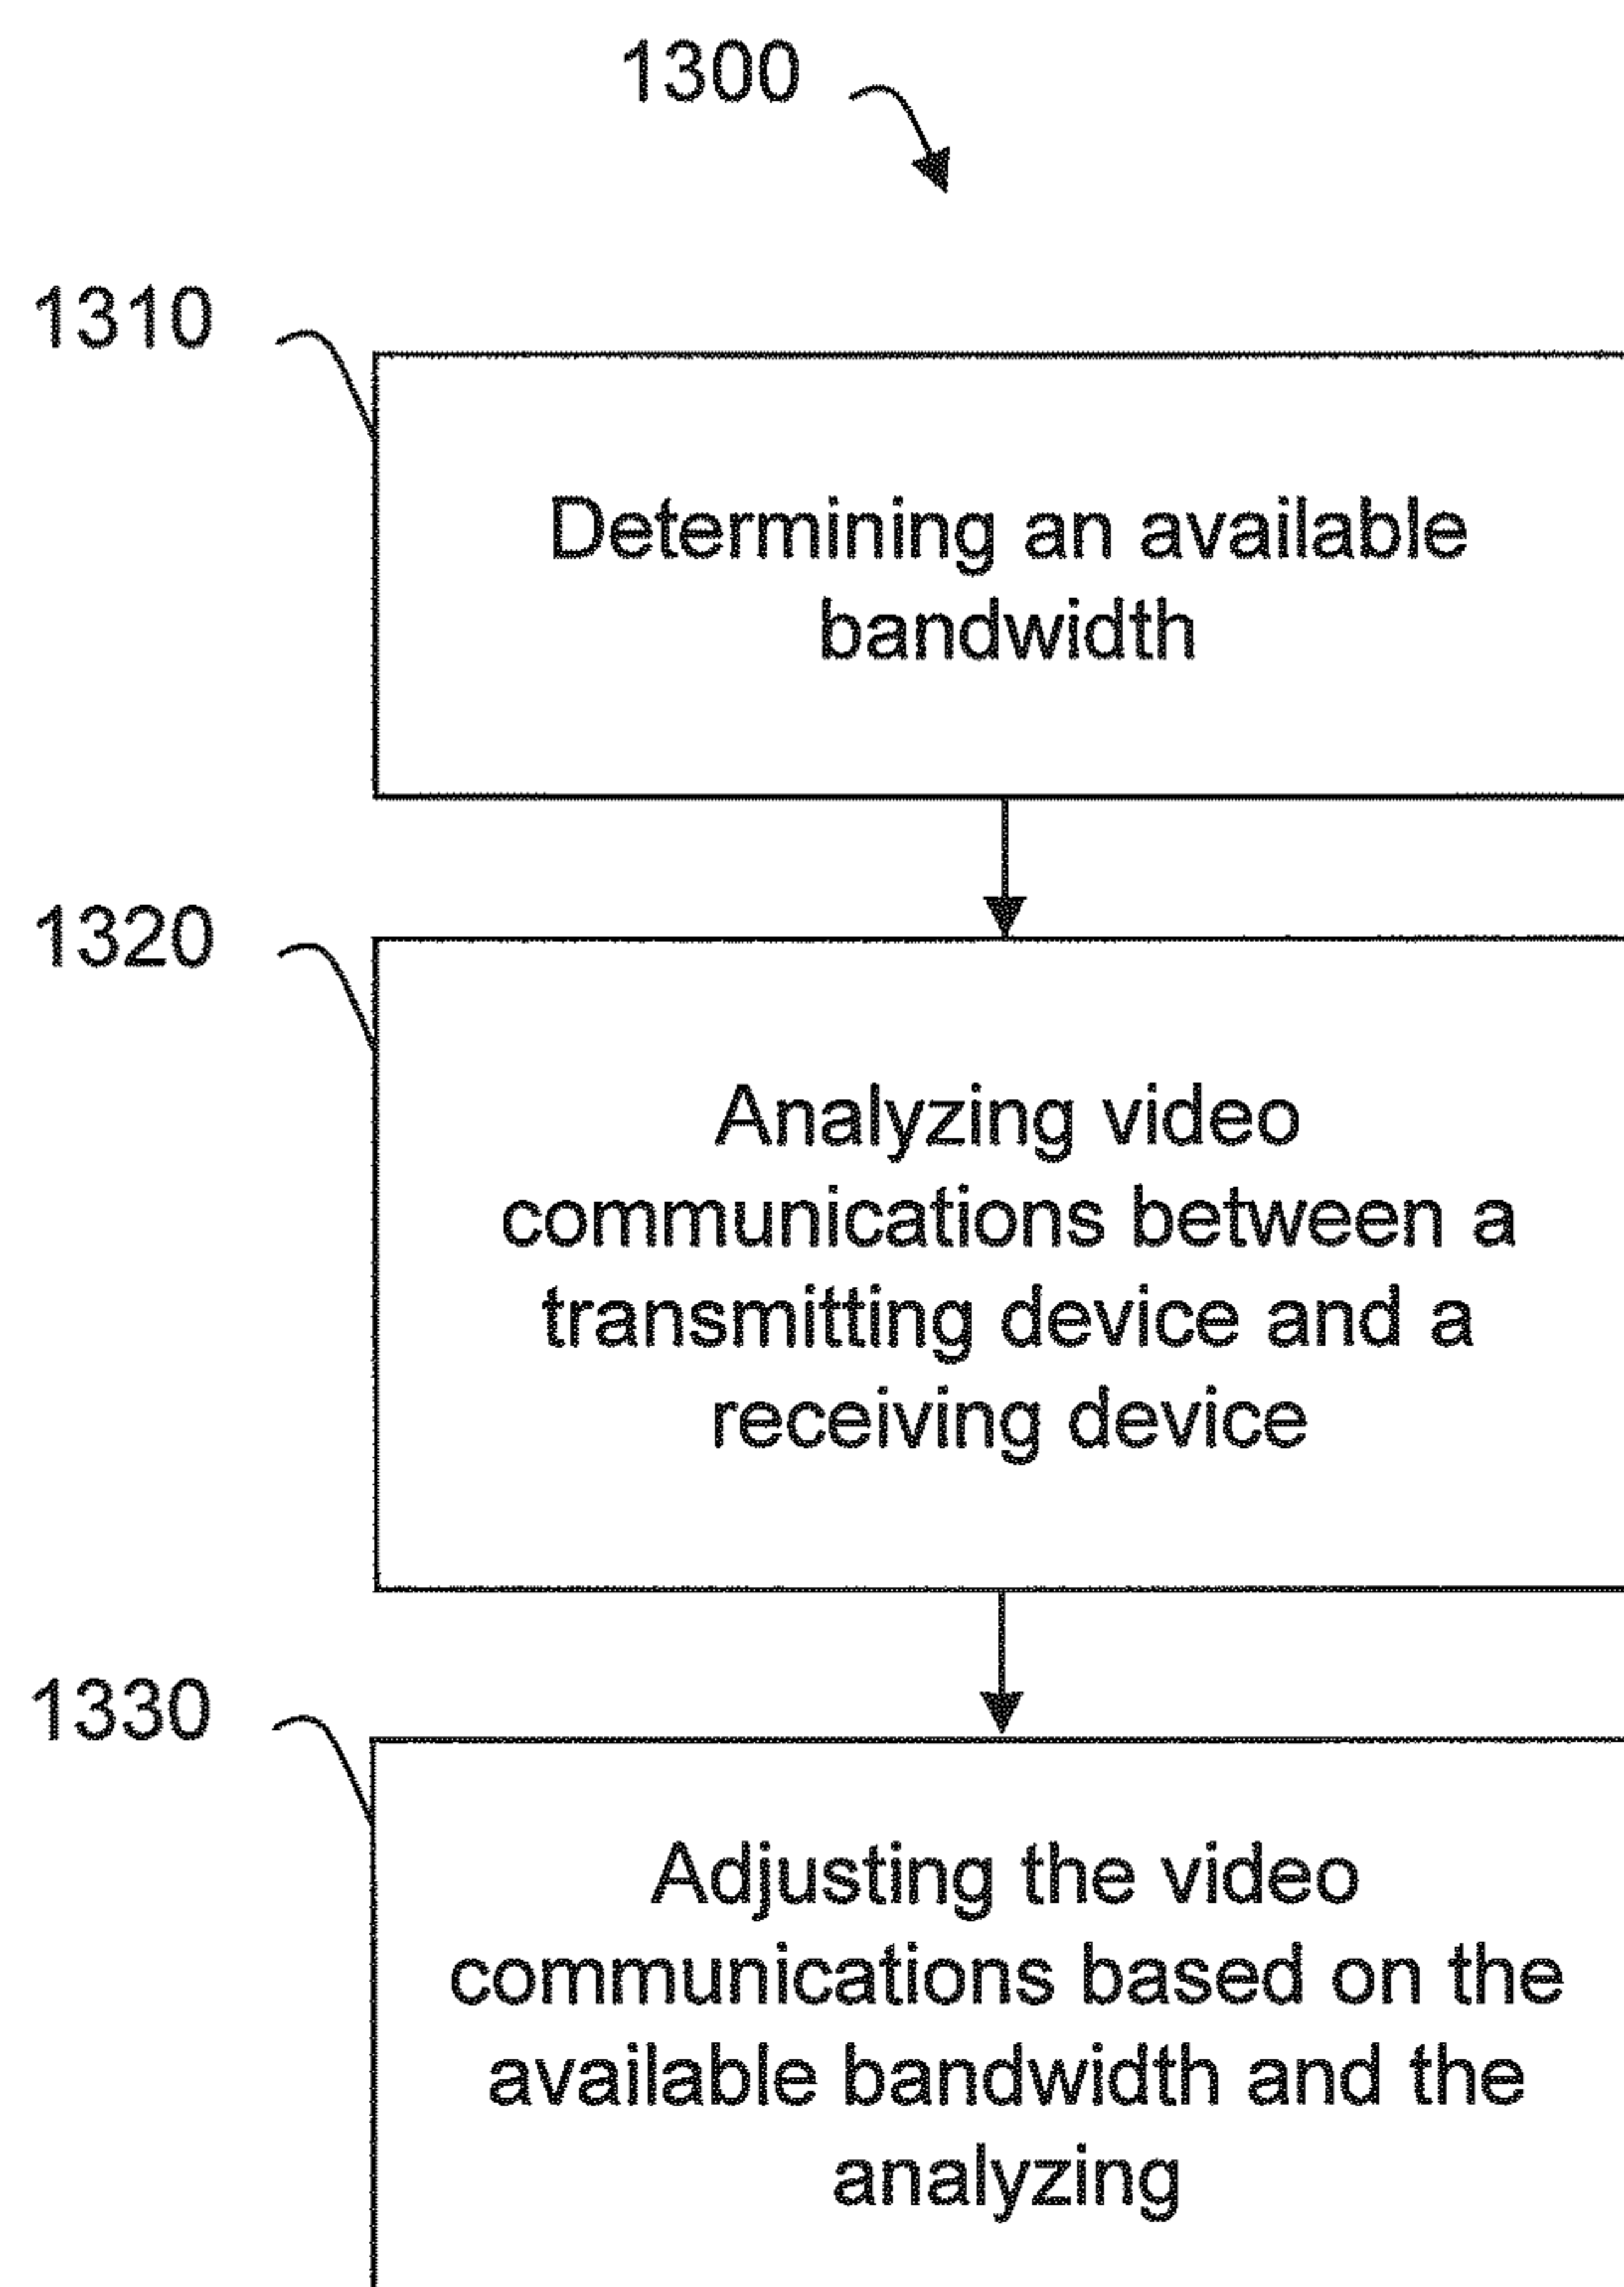 1300
1310
Determining an available
bandwidth
1320
Analyzing video
communications between a
transmitting device and a
receiving device
1330
Adjusting the video
communications based on the
available bandwidth and the
analyzing